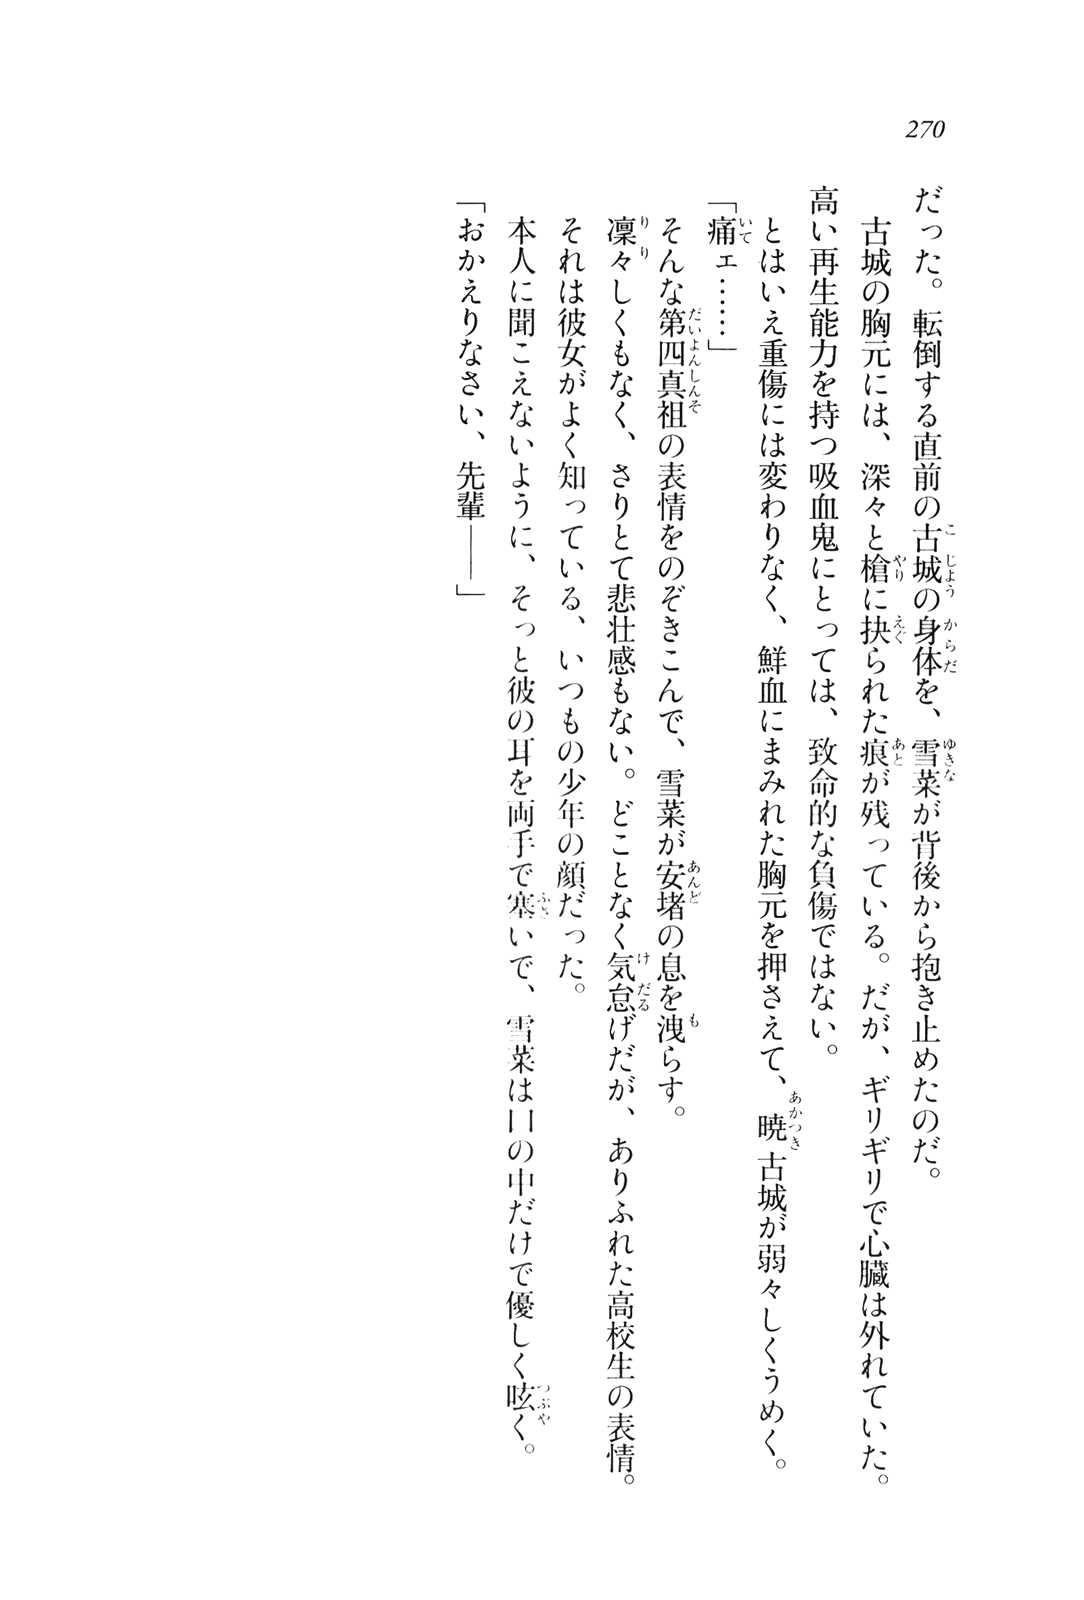 270
だった。転倒する直前の古城の身体を、雪菜が背後から抱き止めたのだ。
　古城の胸元には、深々と槍に抉られた痕が残っている。だが、ギリギリで心臓は外れていた。
高い再生能力を持つ吸血鬼にとっては、致命的な負傷ではない。
　とはいえ重傷には変わりなく、鮮血にまみれた胸元を押さえて、暁古城が弱々しくうめく。
「痛ェ……」
　そんな第四真祖の表情をのぞきこんで、雪菜が安堵の息を洩らす。
　凜々しくもなく、さりとて悲壮感もない。どことなく気怠げだが、ありふれた高校生の表情。
　それは彼女がよく知っている、いつもの少年の顔だった。
　本人に聞こえないように、そっと彼の耳を両手で塞いで、雪菜は口の中だけで優しく呟く。
「おかえりなさい、先輩――」